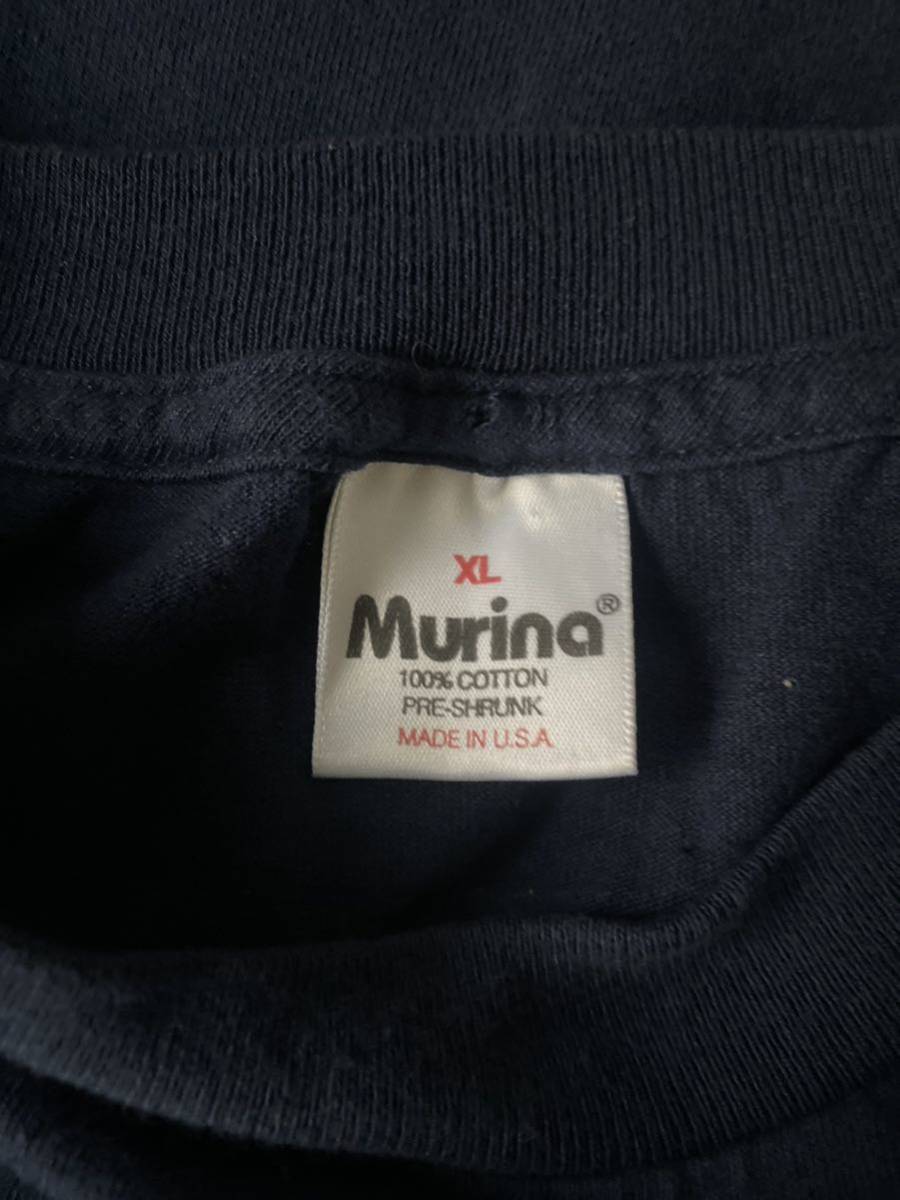 XL
Murina®
100% COTTON
PRE-SHRUNK
MADE IN U.S.A